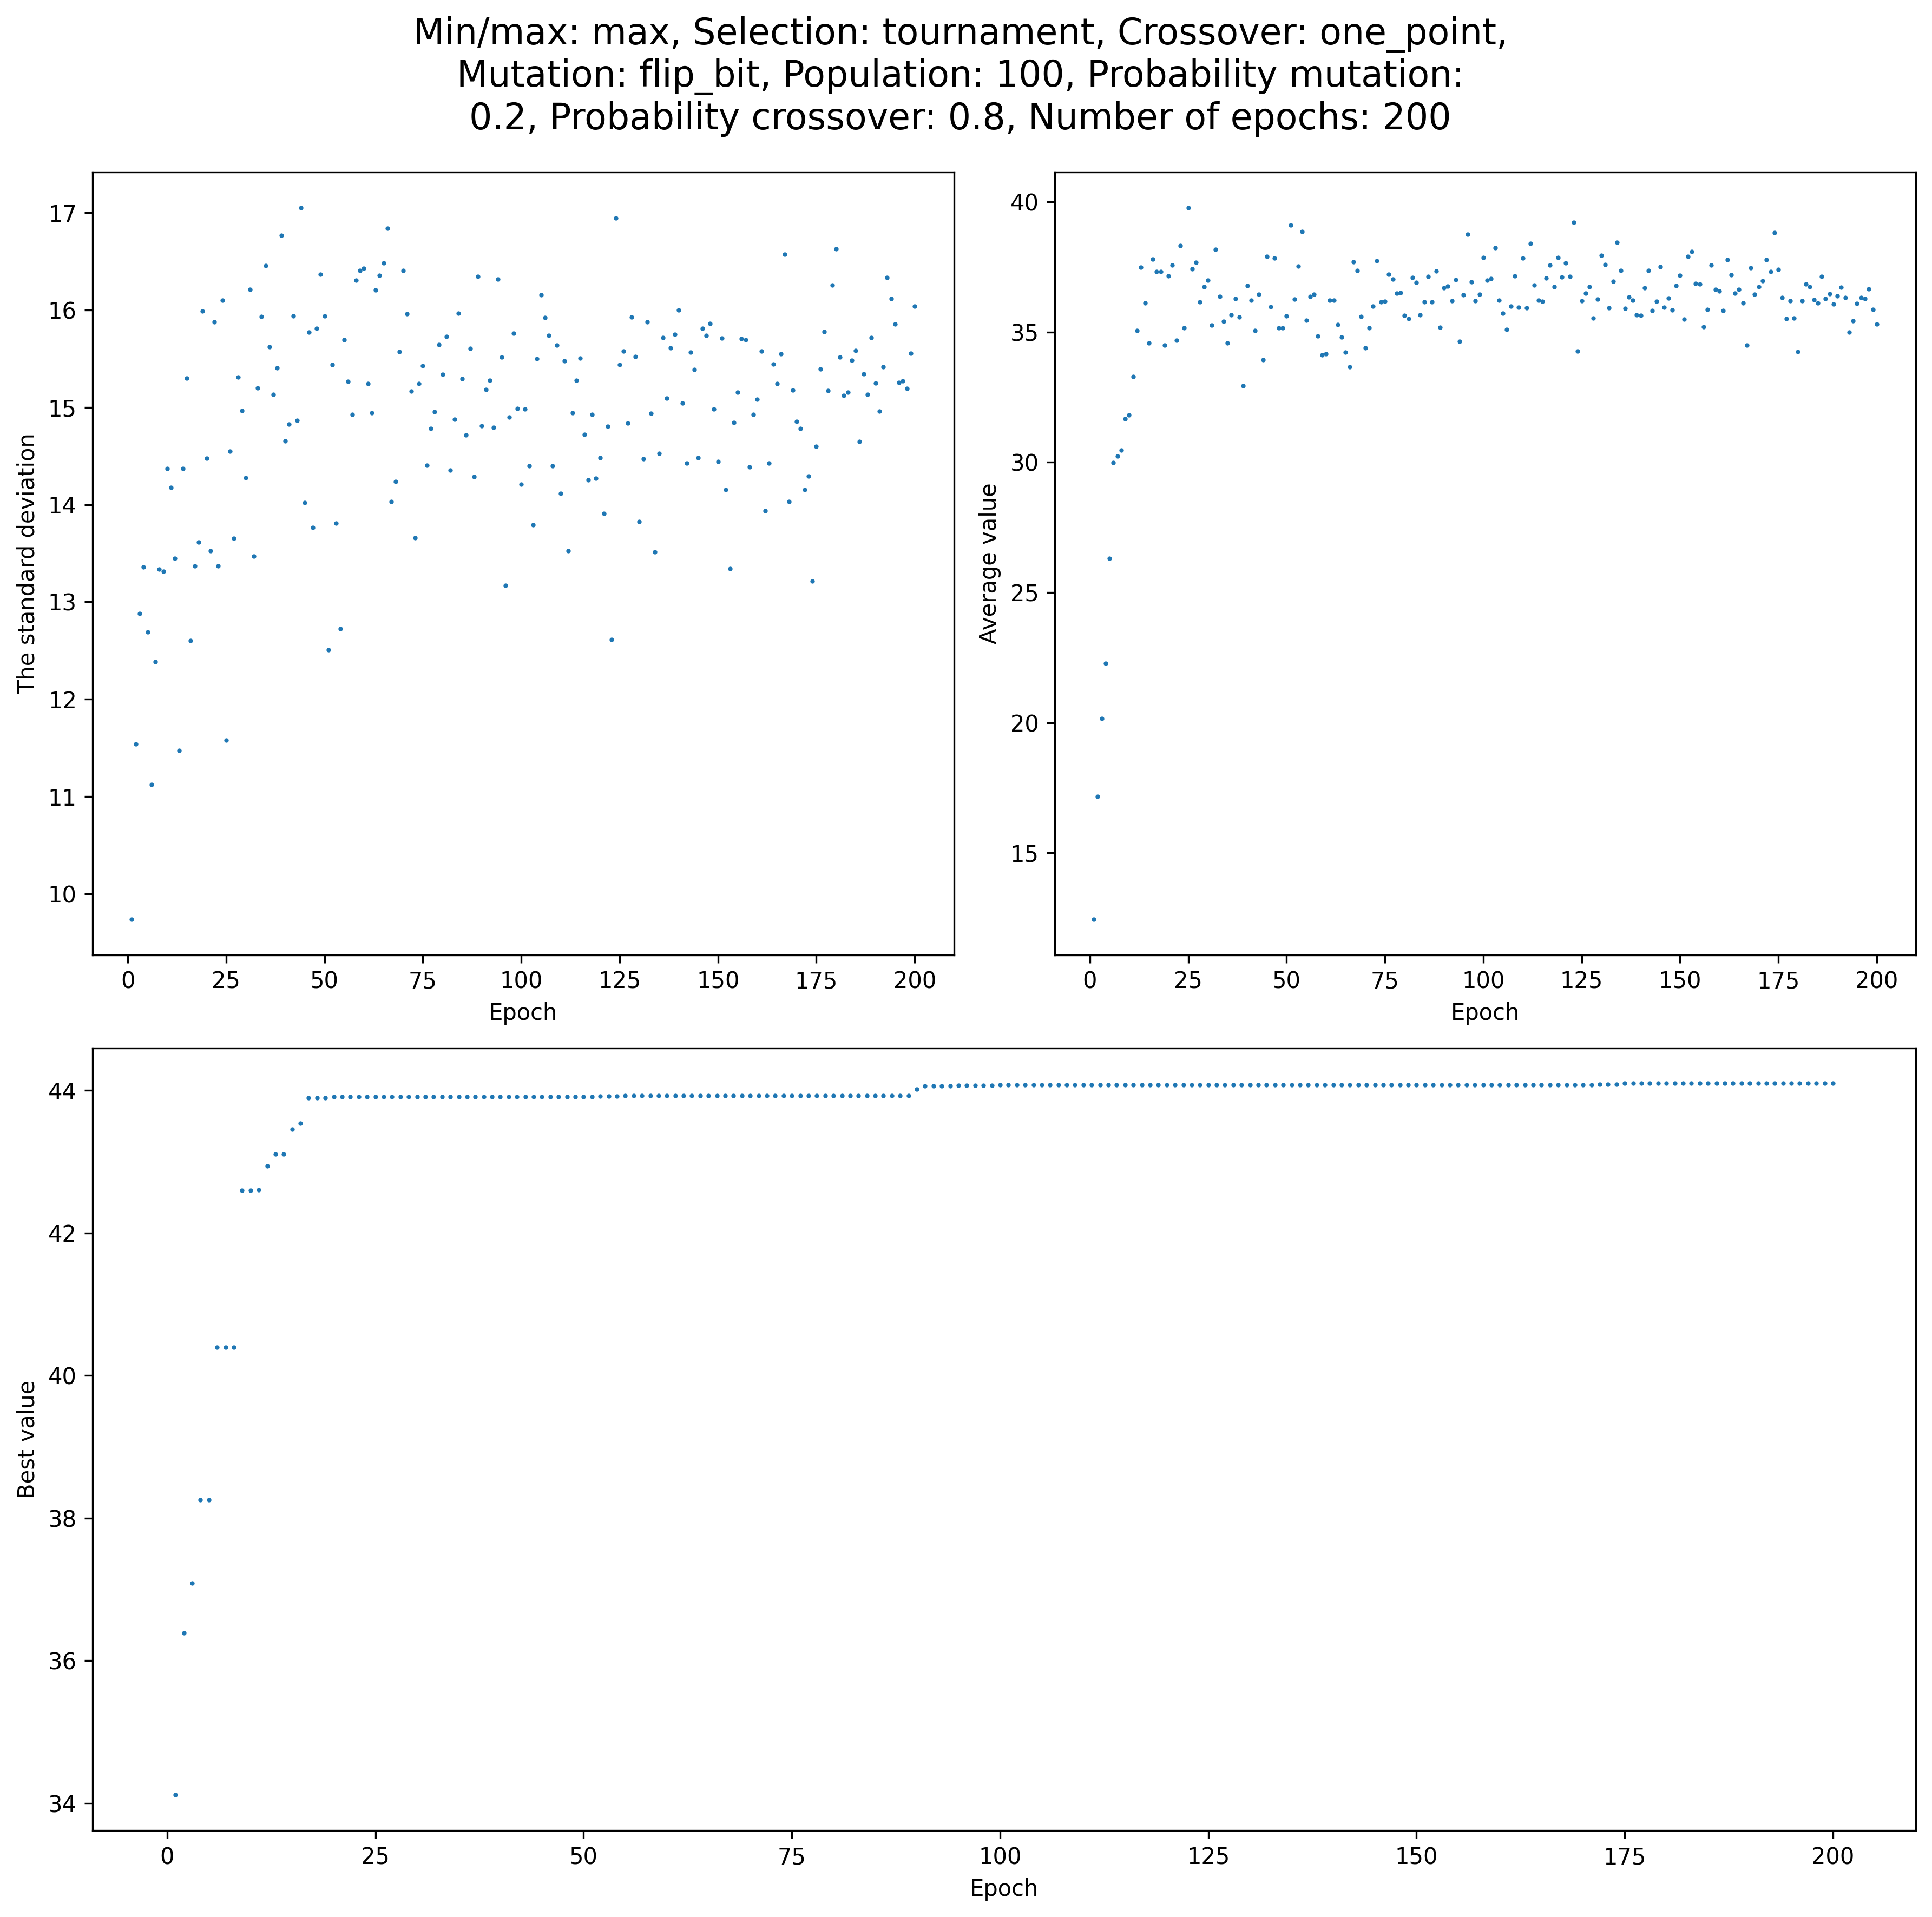 Min/max: max, Selection: tournament, Crossover: one_point,
Mutation: flip_bit, Population: 100, Probability mutation:
0.2, Probability crossover: 0.8, Number of epochs: 200
The standard deviation
17
16
15
14
13
12
11
10
0 25 50 75 100 125 150 175 200
Epoch
Average value
40
35
30
25
20
15
0 25 50 75 100 125 150 175 200
Epoch
Best value
44
42
40
38
36
34
0 25 50 75 100 125 150 175 200
Epoch